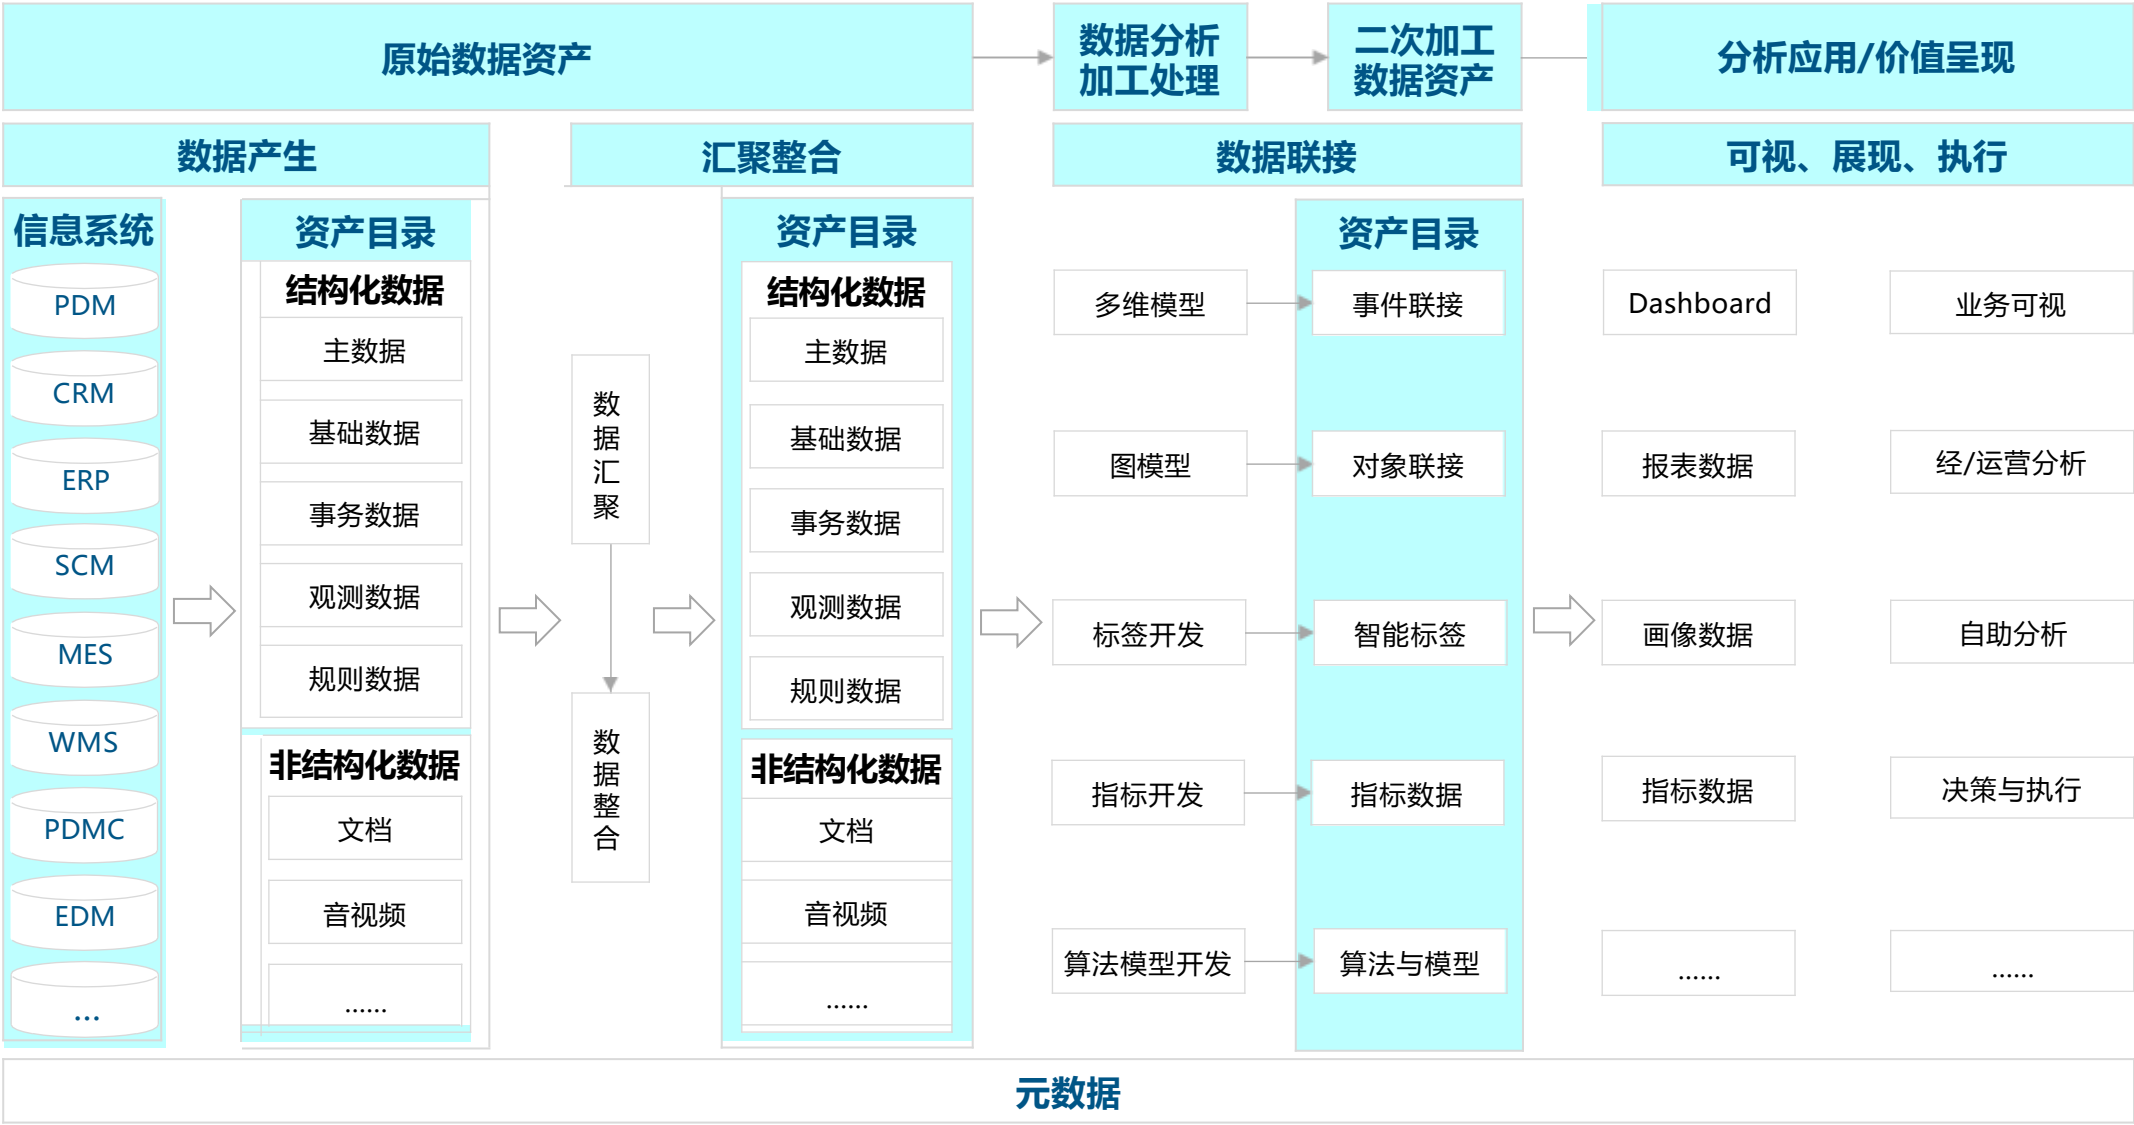 原始数据资产
数据分析
加工处理
二次加工
数据资产
分析应用/价值呈现
数据产生
汇聚整合
数据联接
可视、展现、执行
信息系统
PDM
CRM
ERP
SCM
MES
WMS
PDMC
EDM
...
资产目录
结构化数据
主数据
基础数据
事务数据
观测数据
规则数据
非结构化数据
文档
音视频
......
数据汇聚
数据整合
资产目录
结构化数据
主数据
基础数据
事务数据
观测数据
规则数据
非结构化数据
文档
音视频
......
多维模型
图模型
标签开发
指标开发
算法模型开发
资产目录
事件联接
对象联接
智能标签
指标数据
算法与模型
Dashboard
报表数据
画像数据
指标数据
......
业务可视
经/运营分析
自助分析
决策与执行
......
元数据